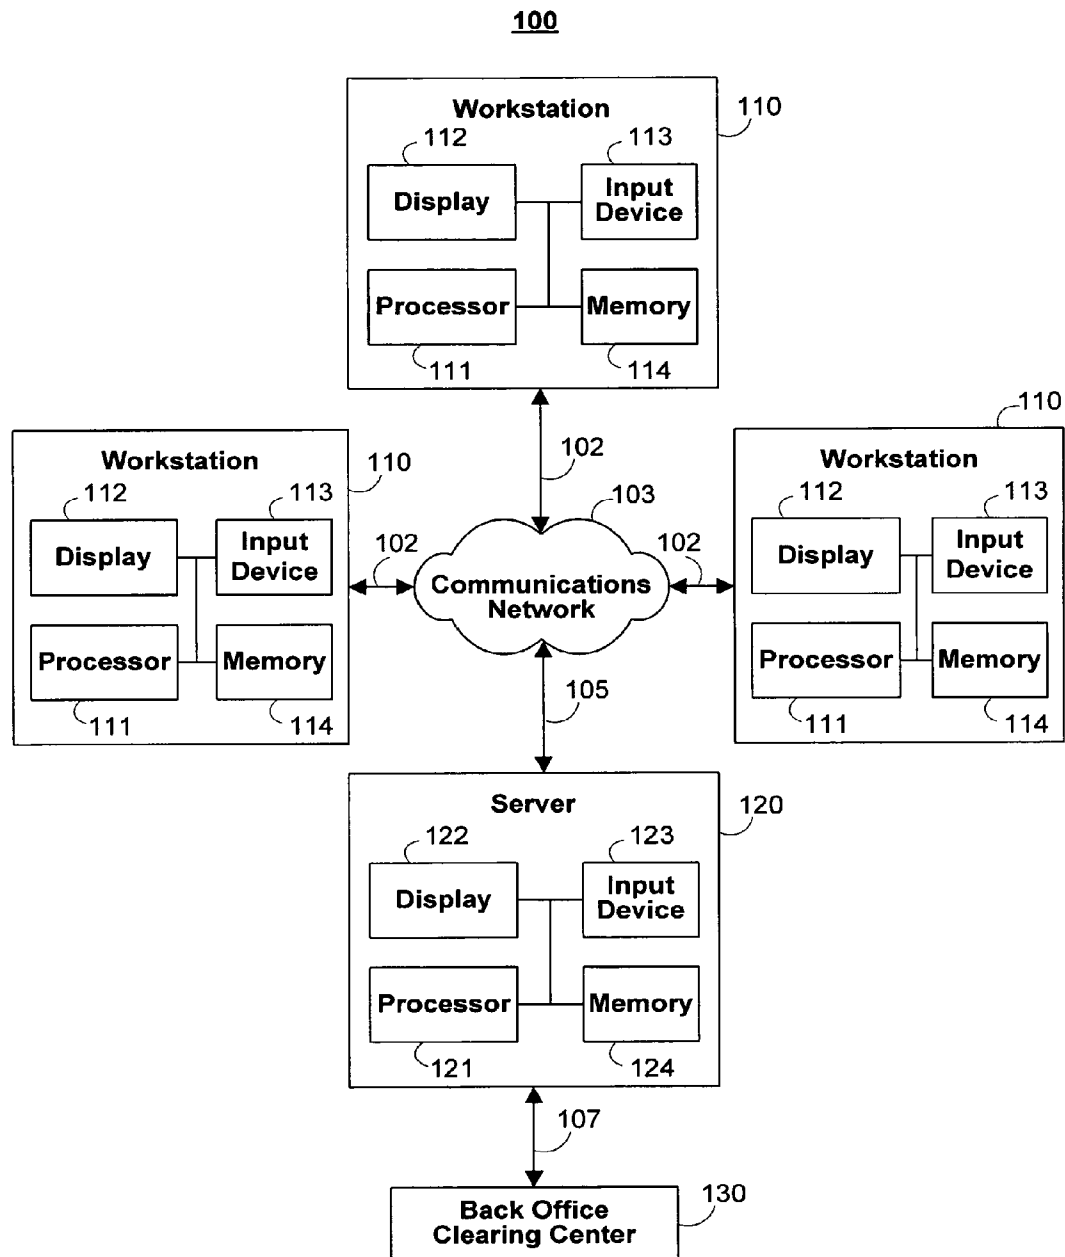 100
Workstation
110
112
113
Display
Input
Device
Processor
Memory
111
114
102
Workstation
110
112
113
Display
Input
Device
Processor
Memory
111
114
102
103
Communications
Network
102
110
Workstation
112
113
Display
Input
Device
Processor
Memory
111
114
105
Server
120
122
123
Display
Input
Device
Processor
Memory
121
124
107
Back Office
Clearing Center
130